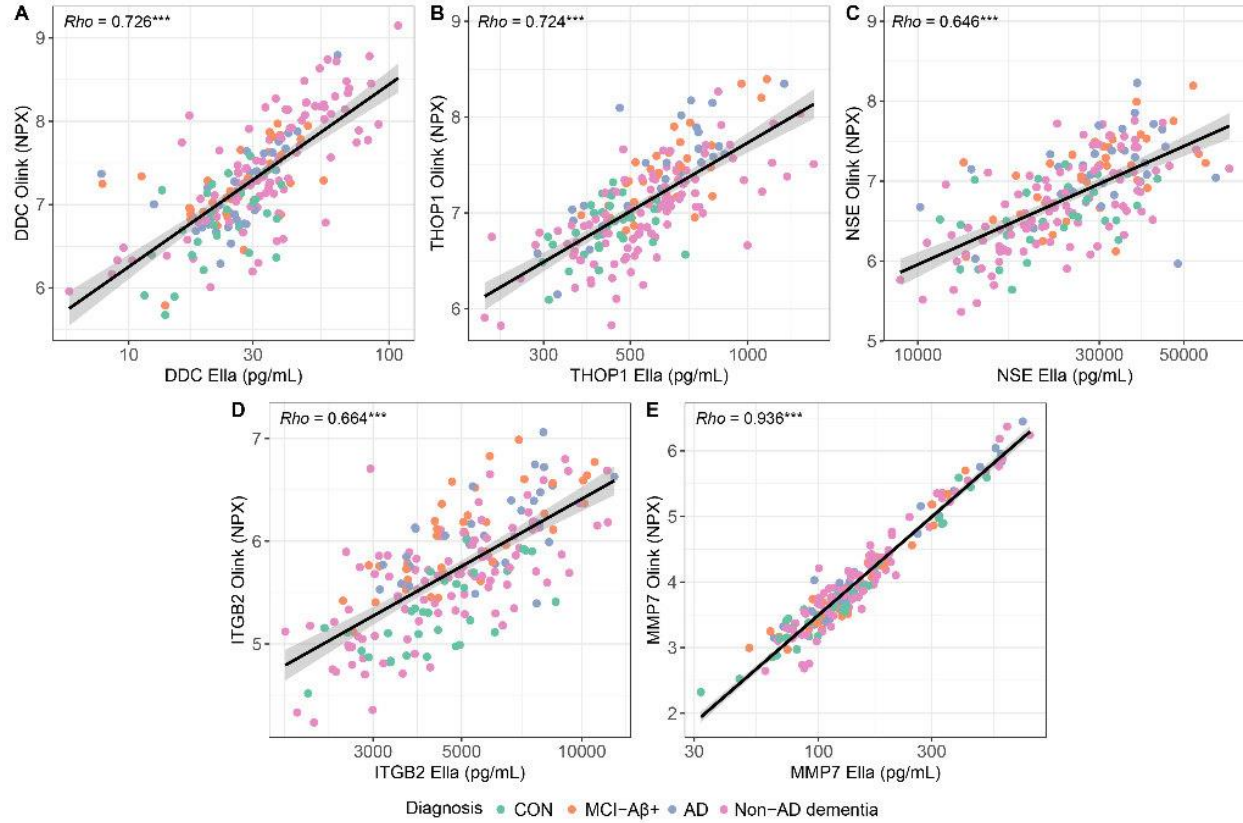 A
Rho = 0.726***
DDC Olink (NPX)
9
8
7
6
10
30
100
DDC Ella (pg/mL)
B
Rho = 0.724***
THOP1 Olink (NPX)
9
8
7
6
300
500
1000
THOP1 Ella (pg/mL)
C
Rho = 0.646***
NSE Olink (NPX)
9
8
7
6
5
10000
30000
50000
NSE Ella (pg/mL)
D
Rho = 0.664***
ITGB2 Olink (NPX)
7
6
5
3000
5000
10000
ITGB2 Ella (pg/mL)
E
Rho = 0.936***
MMP7 Olink (NPX)
6
5
4
3
2
30
100
300
MMP7 Ella (pg/mL)
Diagnosis CON MCI-Aβ+ AD Non-AD dementia